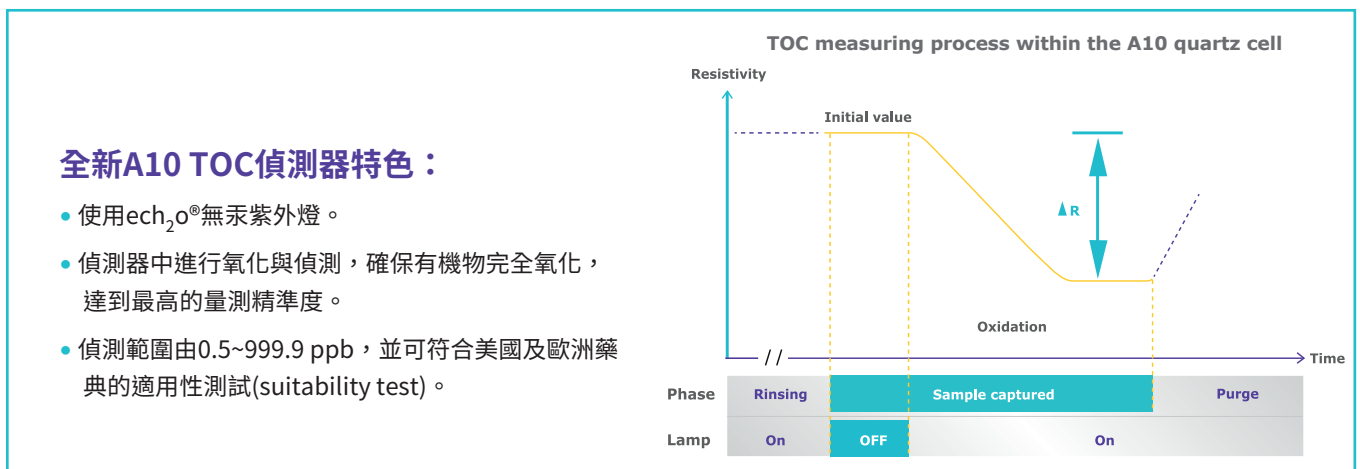 全新A10 TOC偵測器特色：
• 使用ech₂o®無汞紫外燈。
• 偵測器中進行氧化與偵測，確保有機物完全氧化，
達到最高的量測精準度。
• 偵測範圍由0.5~999.9 ppb，並可符合美國及歐洲藥
典的適用性測試(suitability test)。
TOC measuring process within the A10 quartz cell
Resistivity
Initial value
▲R
Oxidation
//
Time
Phase Rinsing Sample captured Purge
Lamp On OFF On